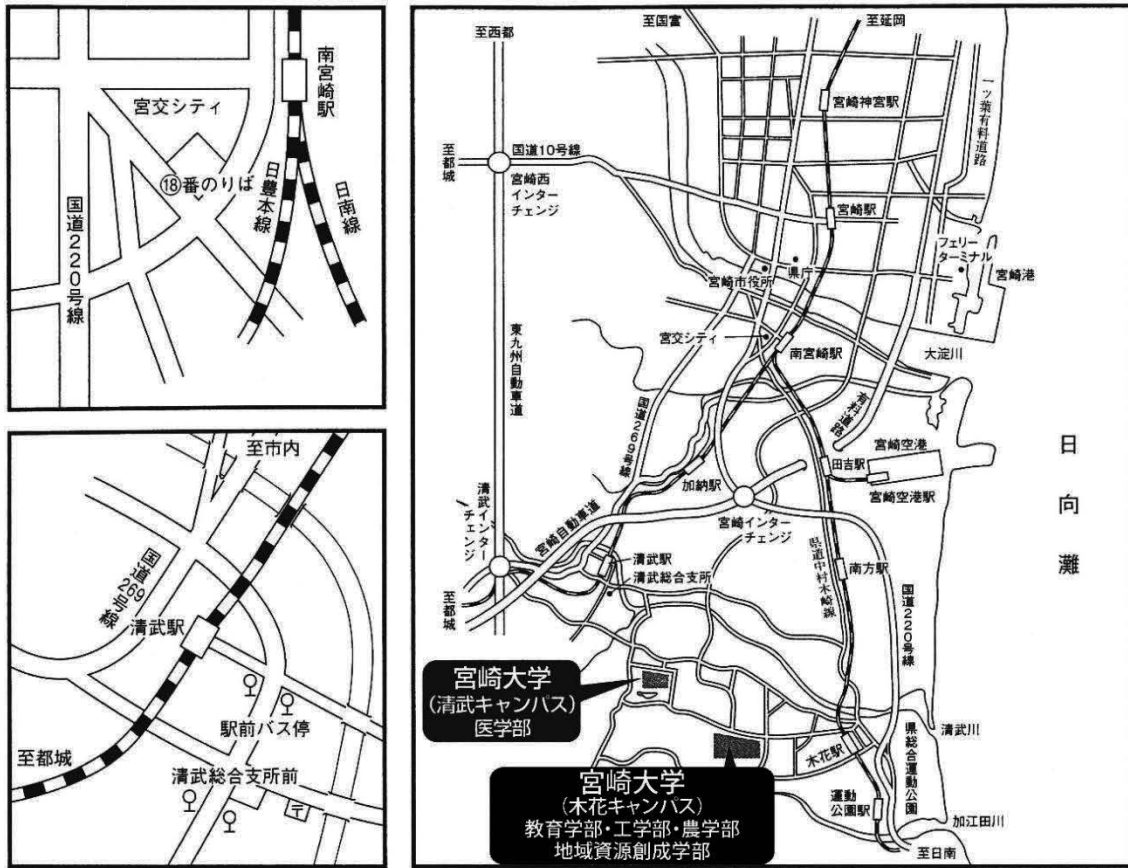 南宮崎駅
宮交シティ
⑱番のりば
日豊本線
日南線
国道220号線
至市内
国道269号線
清武駅
駅前バス停
至都城
清武総合支所前
〒
至国富
至延岡
至西都
宮崎神宮駅
一ッ葉有料道路
至都城
国道10号線
宮崎西
インター
チェンジ
宮崎駅
フェリー
ターミナル
宮崎港
県庁
宮崎市役所
宮交シティ
南宮崎駅
大淀川
東九州自動車道
国道269号線
有料道路
宮崎空港
田吉駅
宮崎空港駅
日向灘
加納駅
清武インター
チェンジ
宮崎自動車道
宮崎インター
チェンジ
清武駅
清武総合支所
県道中村木崎線
南方駅
国道220号線
至都城
宮崎大学
(清武キャンパス)
医学部
清武川
県総合運動公園
木花駅
宮崎大学
(木花キャンパス)
教育学部・工学部・農学部
地域資源創成学部
運動
公園駅
加江田川
至日南